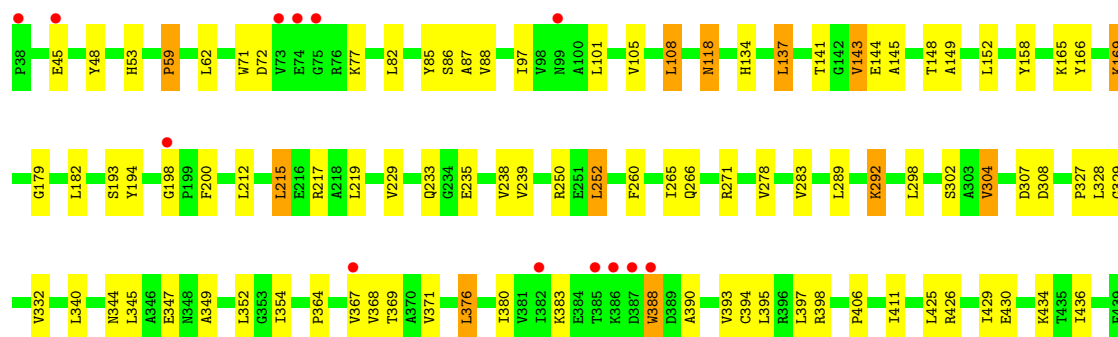 P38 E45 Y48 H53 P59 L62 W71 D72 V73 E74 G75 R76 K77 L82 Y85 S86 A87 V88 I97 V98 N99 A100 L101 V105 L108 N118 H134 L137 T141 G142 V143 E144 A145 T148 A149 L152 Y158 K165 Y166 K169
G179 L182 S193 Y194 G198 P199 F200 L212 L215 E216 R217 A218 L219 V229 Q233 G234 E235 V238 V239 R250 E251 L252 F260 I265 Q266 R271 V278 V283 L289 K292 L298 S302 A303 V304 D307 D308 P327 L328 G329
V332 L340 N344 L345 A346 E347 N348 A349 L352 G353 I354 P364 V367 V368 T369 A370 V371 L376 I380 V381 I382 K383 E384 T385 K386 D387 W388 D389 A390 V393 C394 L395 R396 L397 R398 P406 I411 L425 R426 I429 E430 K434 T435 I436